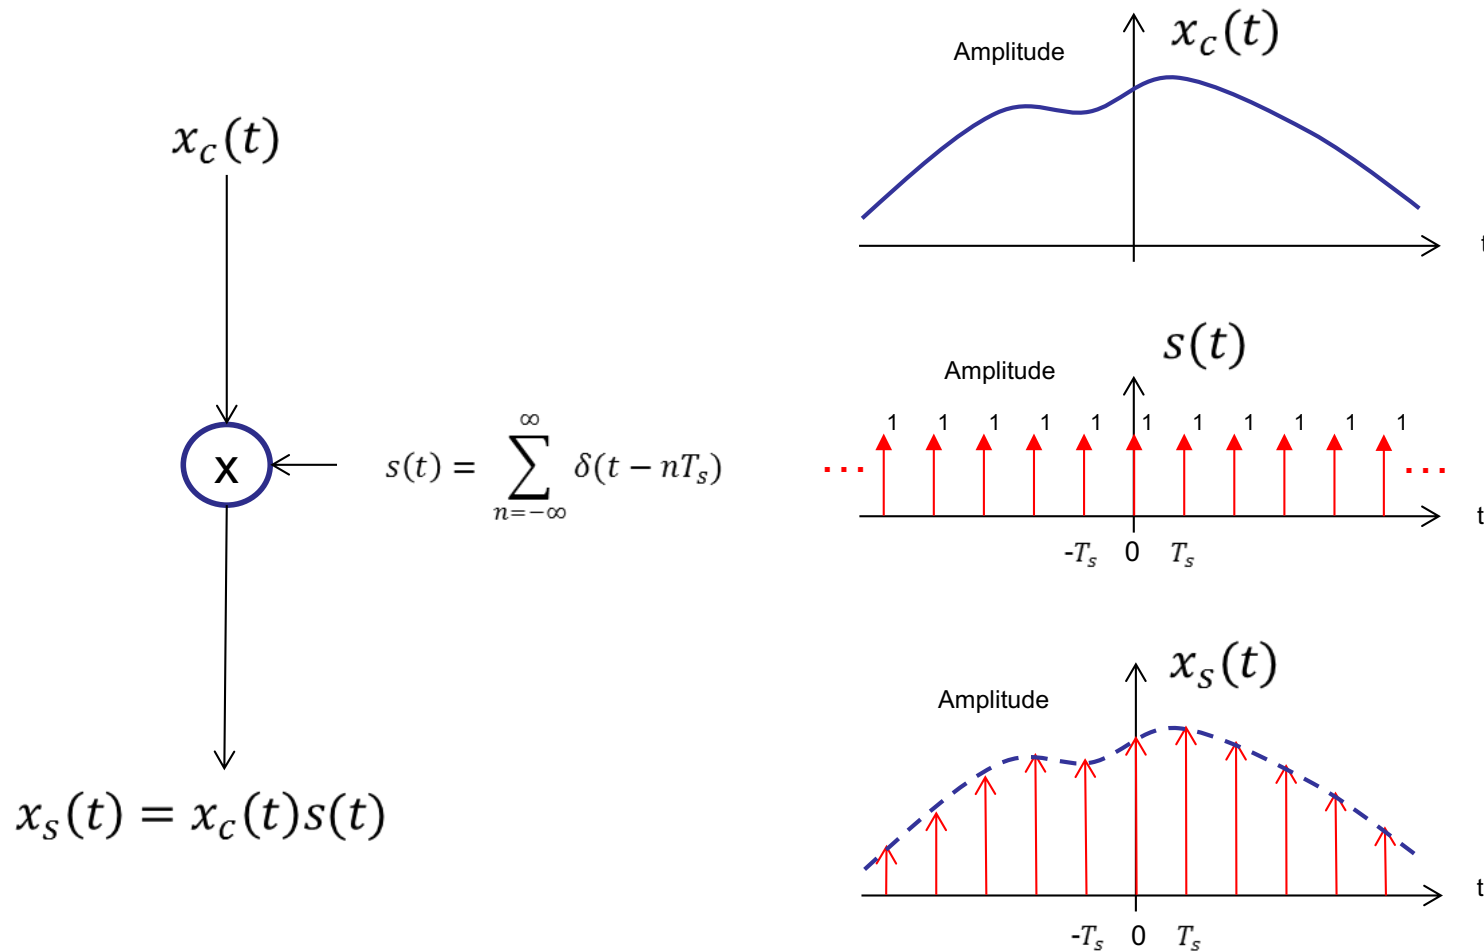 x_c(t)
x
s(t) = ∑_{n=-∞}^{∞} δ(t − nT_s)
x_s(t) = x_c(t)s(t)
Amplitude x_c(t)
t
Amplitude s(t)
1 1 1 1 1 1 1 1 1 1 1
... ...
t
-T_s 0 T_s
Amplitude x_s(t)
t
-T_s 0 T_s